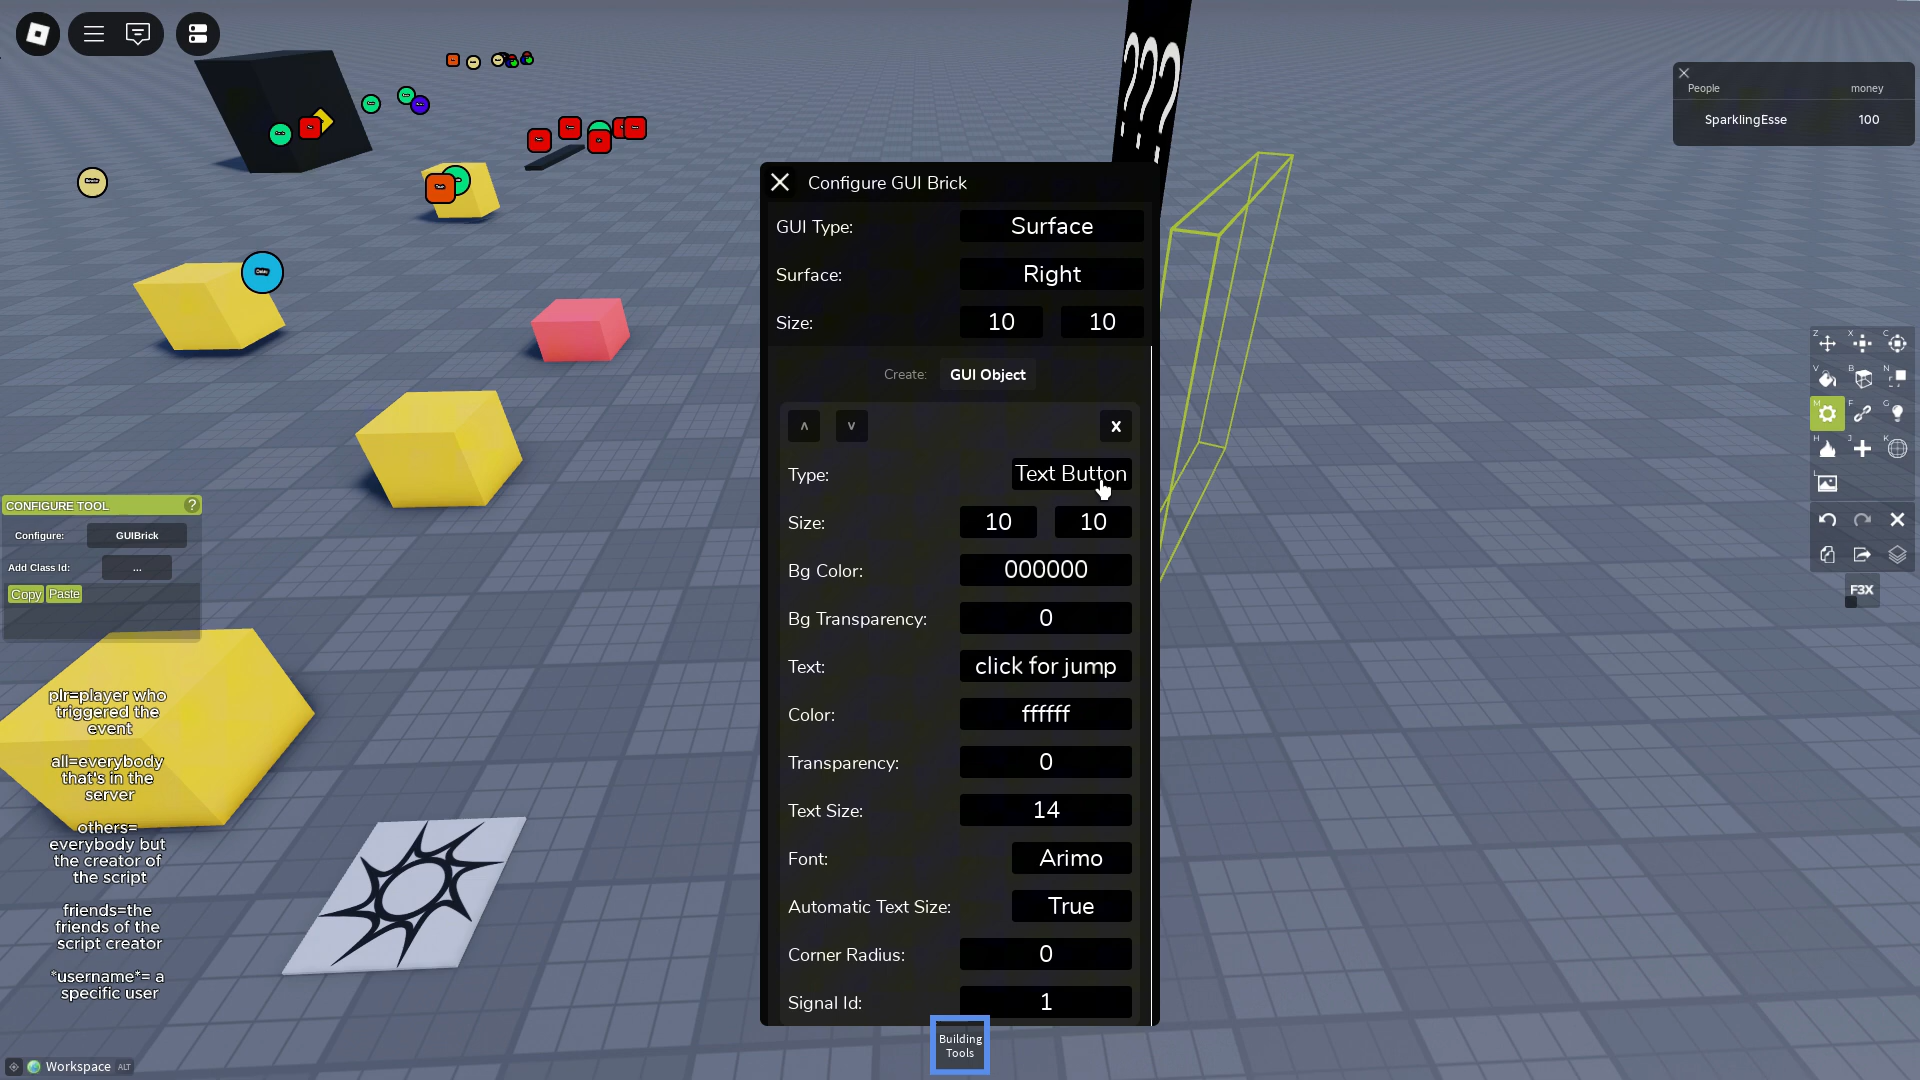 ???
People money
SparklingEsse 100
Configure GUI Brick
GUI Type: Surface
Surface: Right
Size: 10 10
Create: GUI Object
^ v x
Type: Text Button
Size: 10 10
Bg Color: 000000
Bg Transparency: 0
Text: click for jump
Color: ffffff
Transparency: 0
Text Size: 14
Font: Arimo
Automatic Text Size: True
Corner Radius: 0
Signal Id: 1
CONFIGURE TOOL ?
Configure: GUIBrick
Add Class Id: ...
Copy Paste
plr=player who
triggered the
event
all=everybody
that's in the
server
others=
everybody but
the creator of
the script
friends=the
friends of the
script creator
*username*= a
specific user
Z X C
V B N
M F G
H J K
L
F3X
Building
Tools
Workspace ALT